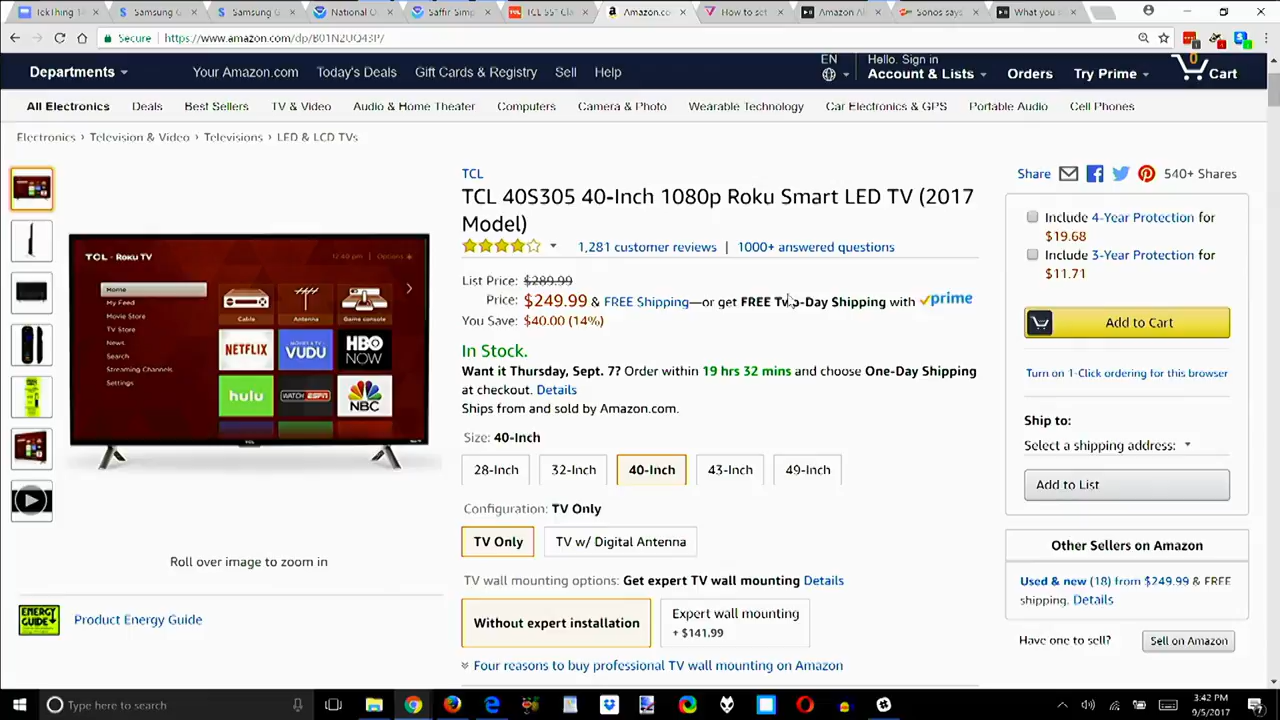 TekThing 1
Samsung G
Samsung G
National O
Saffir Simp
TCL 55" Cla
Amazon.co
How to set
Amazon Al
Sonos says
What you
Secure
https://www.amazon.com/dp/B01N2UQ43P/
Departments
Your Amazon.com
Today's Deals
Gift Cards & Registry
Sell
Help
EN
Hello. Sign in
Account & Lists
Orders
Try Prime
0
Cart
All Electronics
Deals
Best Sellers
TV & Video
Audio & Home Theater
Computers
Camera & Photo
Wearable Technology
Car Electronics & GPS
Portable Audio
Cell Phones
Electronics › Television & Video › Televisions › LED & LCD TVs
TCL
TCL 40S305 40-Inch 1080p Roku Smart LED TV (2017
Model)
1,281 customer reviews | 1000+ answered questions
List Price: $289.99
Price: $249.99 & FREE Shipping—or get FREE Two-Day Shipping with prime
You Save: $40.00 (14%)
In Stock.
Want it Thursday, Sept. 7? Order within 19 hrs 32 mins and choose One-Day Shipping
at checkout. Details
Ships from and sold by Amazon.com.
Size: 40-Inch
28-Inch
32-Inch
40-Inch
43-Inch
49-Inch
Configuration: TV Only
TV Only
TV w/ Digital Antenna
TV wall mounting options: Get expert TV wall mounting Details
Without expert installation
Expert wall mounting
+ $141.99
Four reasons to buy professional TV wall mounting on Amazon
TCL · Roku TV
12:40 pm | Options
Home
My Feed
Movie Store
TV Store
News
Search
Streaming Channels
Settings
Cable
Antenna
Game console
NETFLIX
VUDU
HBO
NOW
hulu
WATCH ESPN
NBC
TCL
Roll over image to zoom in
ENERGY
GUIDE
Product Energy Guide
Share
540+ Shares
Include 4-Year Protection for
$19.68
Include 3-Year Protection for
$11.71
Add to Cart
Turn on 1-Click ordering for this browser
Ship to:
Select a shipping address:
Add to List
Other Sellers on Amazon
Used & new (18) from $249.99 & FREE
shipping. Details
Have one to sell?
Sell on Amazon
Type here to search
3:42 PM
9/5/2017